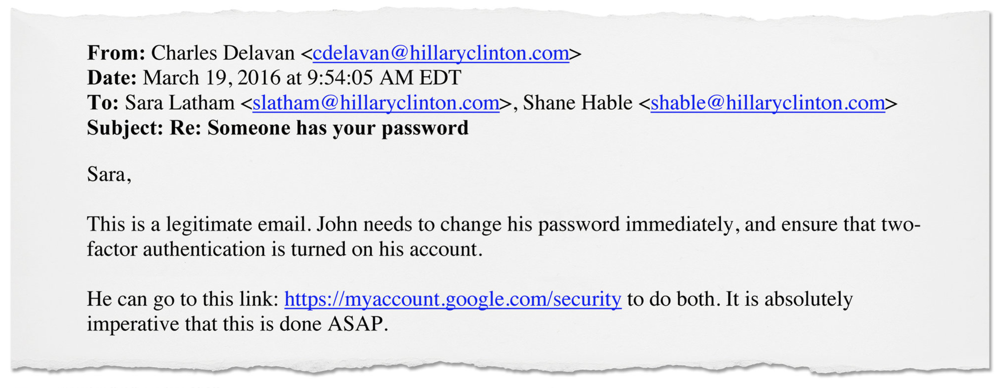 From: Charles Delavan <cdelavan@hillaryclinton.com>
Date: March 19, 2016 at 9:54:05 AM EDT
To: Sara Latham <slatham@hillaryclinton.com>, Shane Hable <shable@hillaryclinton.com>
Subject: Re: Someone has your password
Sara,
This is a legitimate email. John needs to change his password immediately, and ensure that two-
factor authentication is turned on his account.
He can go to this link: https://myaccount.google.com/security to do both. It is absolutely
imperative that this is done ASAP.